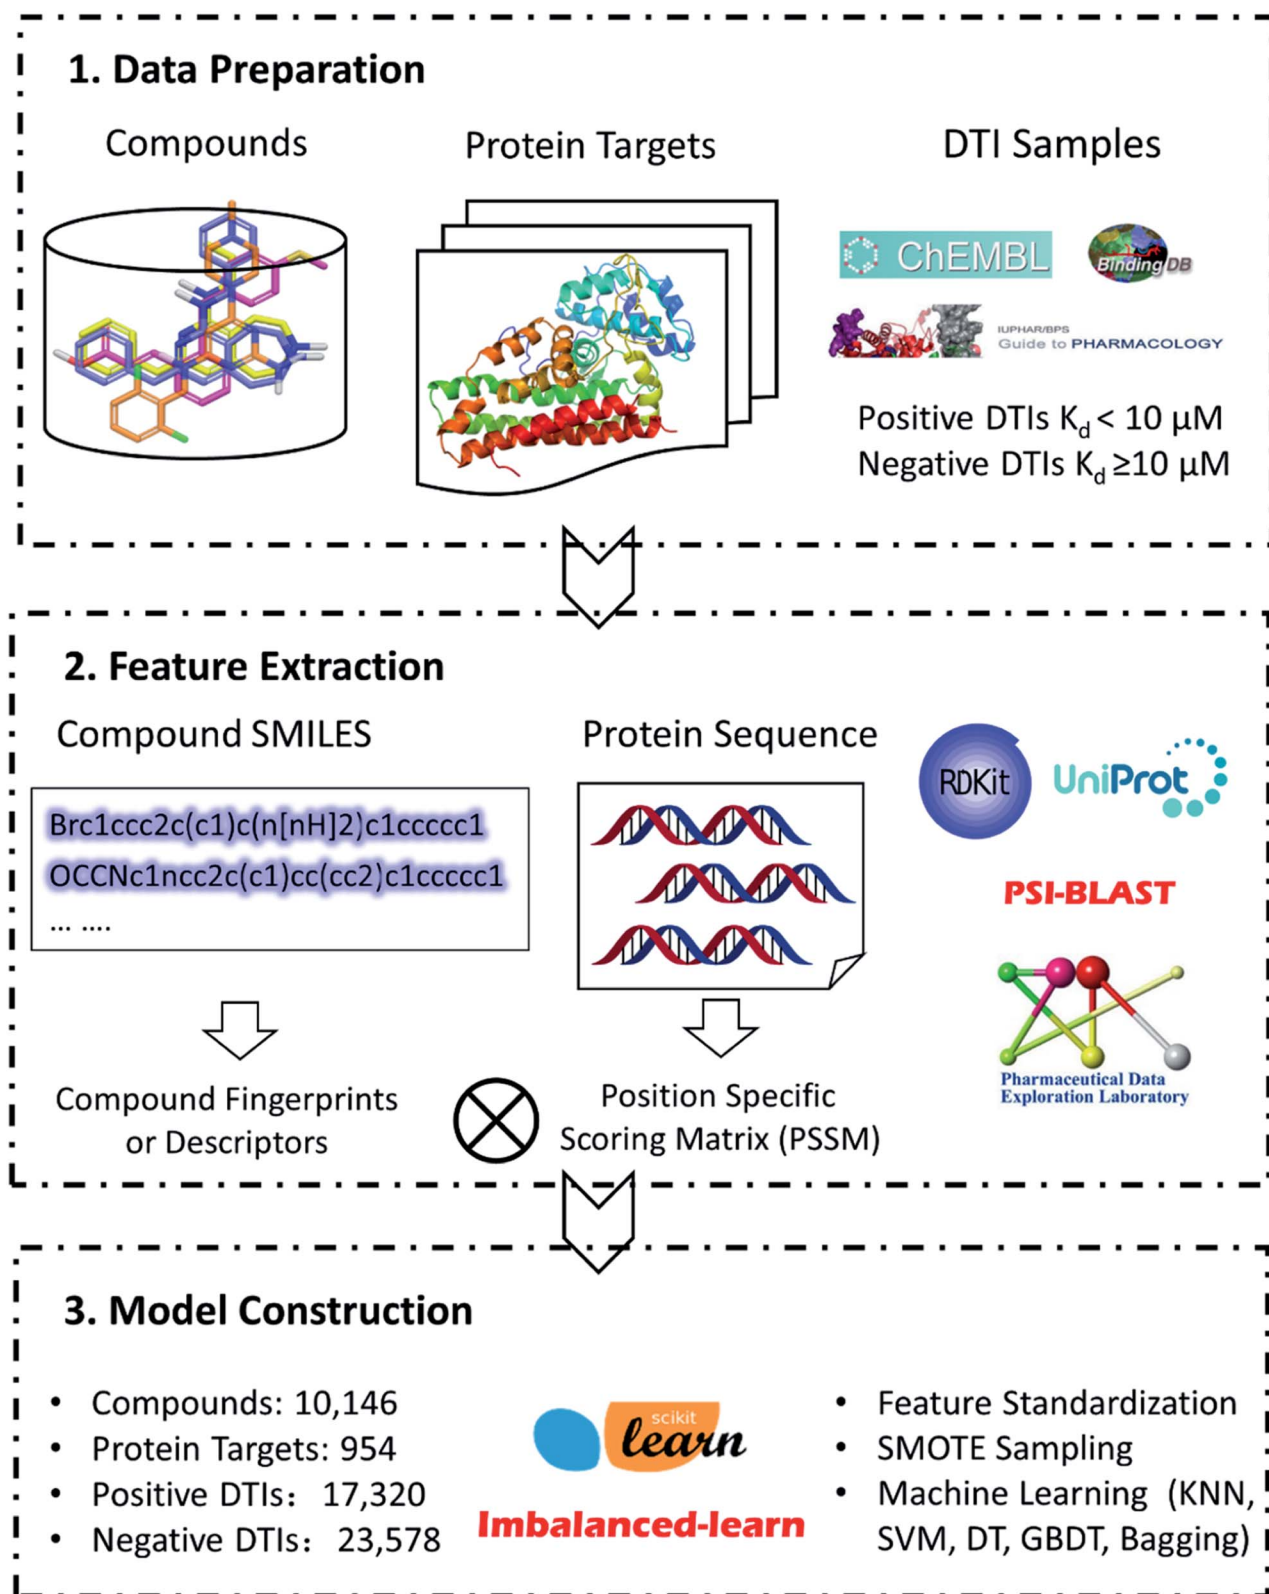 1. Data Preparation
Compounds
Protein Targets
DTI Samples
ChEMBL
Binding DB
IUPHAR/BPS
Guide to PHARMACOLOGY
Positive DTIs Kd < 10 μM
Negative DTIs Kd ≥10 μM
2. Feature Extraction
Compound SMILES
Protein Sequence
Brc1ccc2c(c1)c(n[nH]2)c1ccccc1
OCCNc1ncc2c(c1)cc(cc2)c1ccccc1
... ....
RDKit
UniProt
PSI-BLAST
Pharmaceutical Data
Exploration Laboratory
Compound Fingerprints
or Descriptors
Position Specific
Scoring Matrix (PSSM)
3. Model Construction
• Compounds: 10,146
• Protein Targets: 954
• Positive DTIs： 17,320
• Negative DTIs： 23,578
scikit
learn
Imbalanced-learn
• Feature Standardization
• SMOTE Sampling
• Machine Learning (KNN,
SVM, DT, GBDT, Bagging)